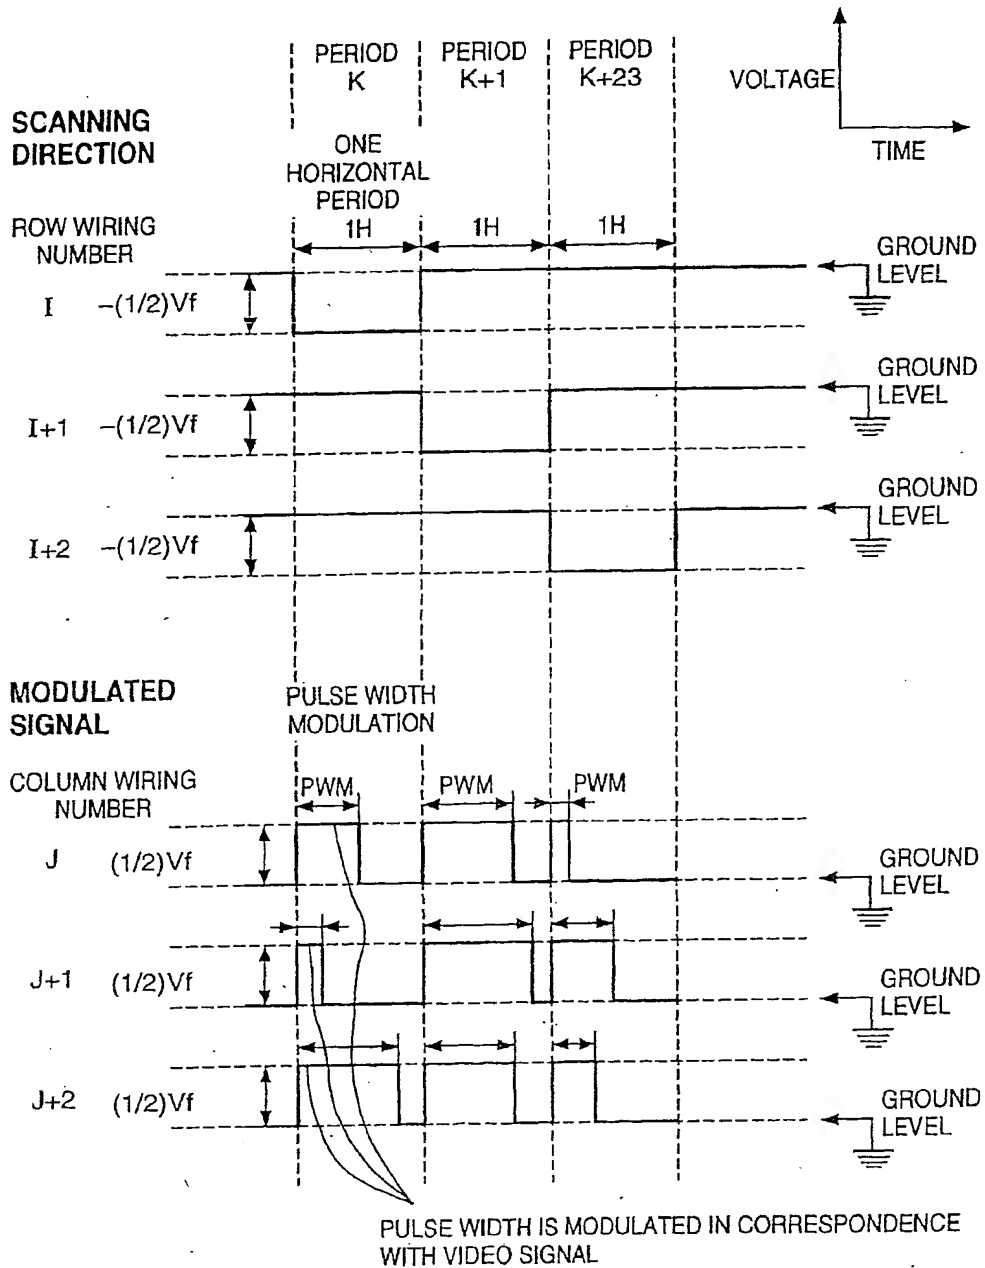 PERIOD K
PERIOD K+1
PERIOD K+23
VOLTAGE
TIME
SCANNING
DIRECTION
ONE
HORIZONTAL
PERIOD
ROW WIRING
NUMBER
1H
1H
1H
GROUND
LEVEL
I -(1/2)Vf
GROUND
LEVEL
I+1 -(1/2)Vf
GROUND
LEVEL
I+2 -(1/2)Vf
MODULATED
SIGNAL
PULSE WIDTH
MODULATION
COLUMN WIRING
NUMBER
PWM
PWM
PWM
J (1/2)Vf
GROUND
LEVEL
J+1 (1/2)Vf
GROUND
LEVEL
J+2 (1/2)Vf
GROUND
LEVEL
PULSE WIDTH IS MODULATED IN CORRESPONDENCE
WITH VIDEO SIGNAL